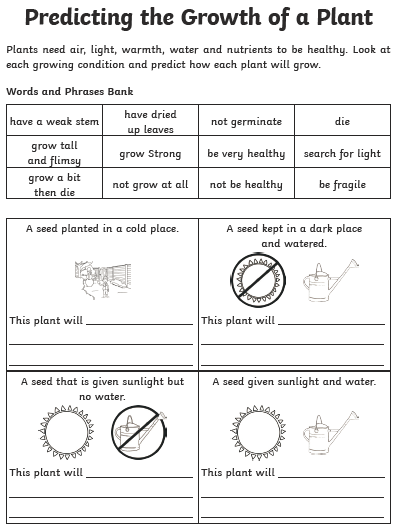 Predicting the Growth of a Plant
Plants need air, light, warmth, water and nutrients to be healthy. Look at
each growing condition and predict how each plant will grow.
Words and Phrases Bank
have a weak stem
have dried
up leaves
not germinate
die
grow tall
and flimsy
grow Strong
be very healthy
search for light
grow a bit
then die
not grow at all
not be healthy
be fragile
A seed planted in a cold place.
This plant will
A seed kept in a dark place
and watered.
This plant will
A seed that is given sunlight but
no water.
This plant will
A seed given sunlight and water.
This plant will